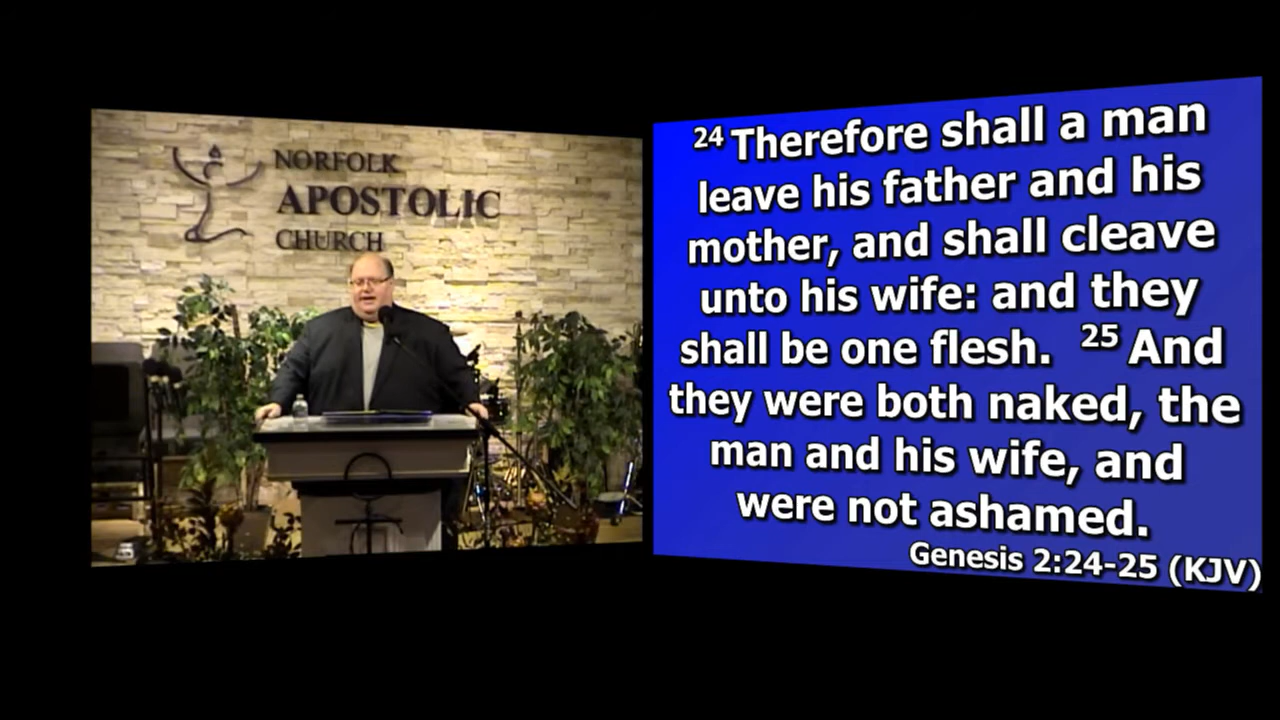 NORFOLK
APOSTOLIC
CHURCH
24 Therefore shall a man
leave his father and his
mother, and shall cleave
unto his wife: and they
shall be one flesh. 25 And
they were both naked, the
man and his wife, and
were not ashamed.
Genesis 2:24-25 (KJV)